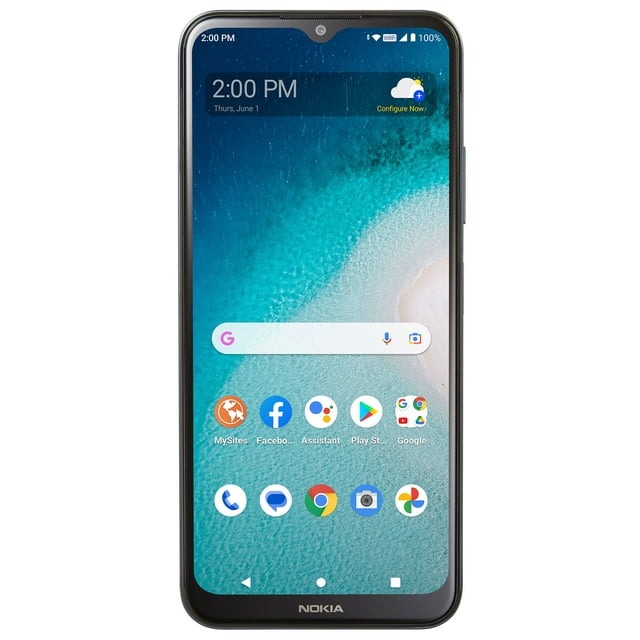 2:00 PM 100%
2:00 PM
Thurs, June 1
Configure Now›
G
MySites Facebo... Assistant Play St... Google
NOKIA